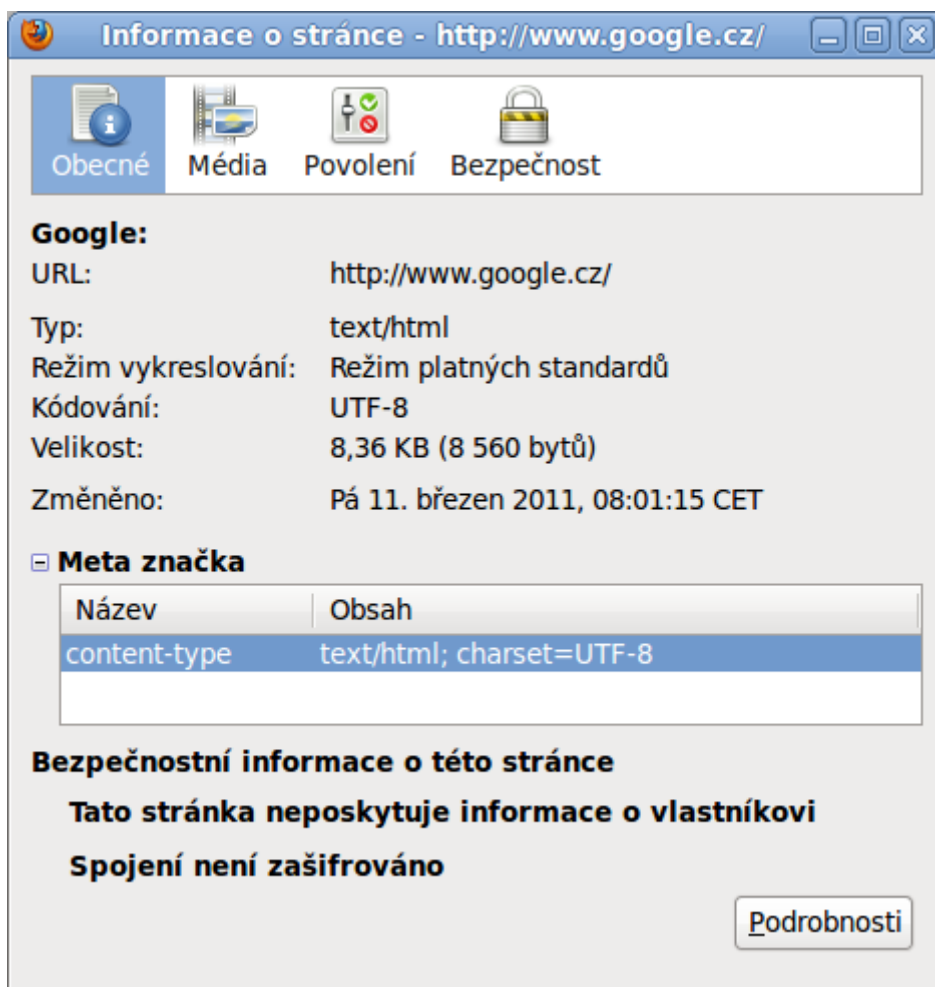 Informace o stránce - http://www.google.cz/
Obecné Média Povolení Bezpečnost
Google:
URL: http://www.google.cz/
Typ: text/html
Režim vykreslování: Režim platných standardů
Kódování: UTF-8
Velikost: 8,36 KB (8 560 bytů)
Změněno: Pá 11. březen 2011, 08:01:15 CET
Meta značka
Název Obsah
content-type text/html; charset=UTF-8
Bezpečnostní informace o této stránce
Tato stránka neposkytuje informace o vlastníkovi
Spojení není zašifrováno
Podrobnosti